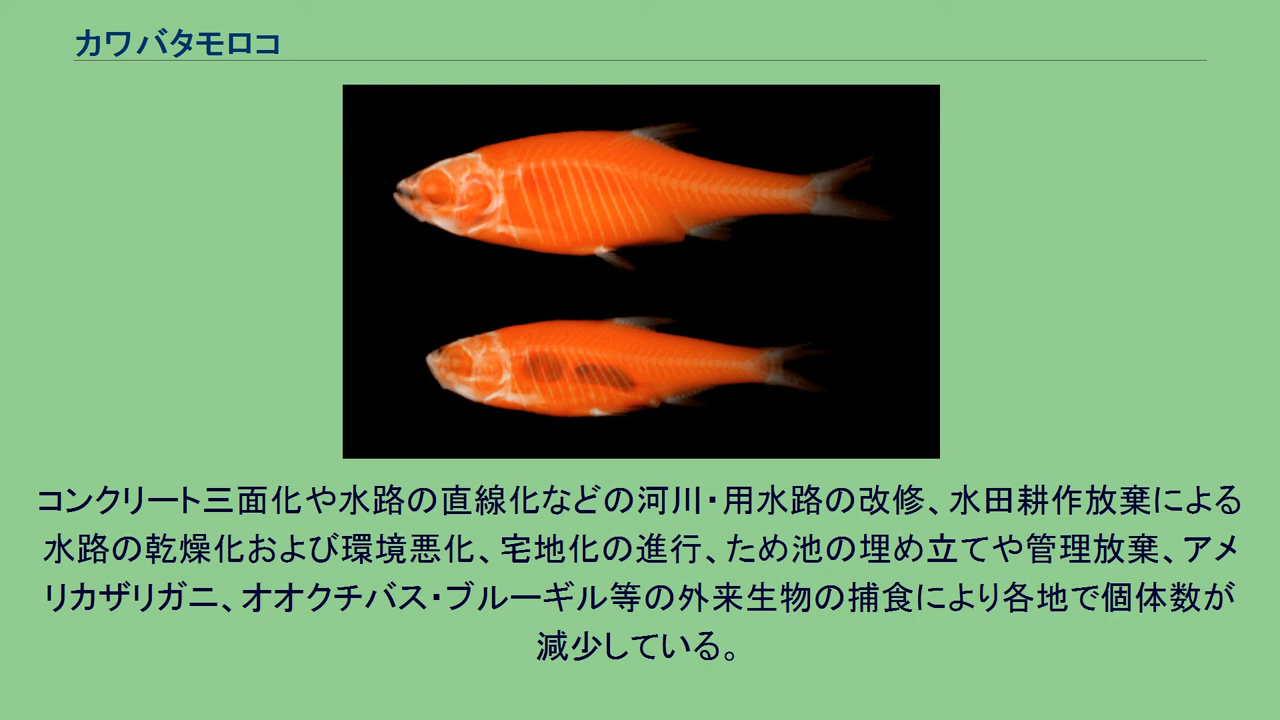 カワバタモロコ
コンクリート三面化や水路の直線化などの河川・用水路の改修、水田耕作放棄による
水路の乾燥化および環境悪化、宅地化の進行、ため池の埋め立てや管理放棄、アメ
リカザリガニ、オオクチバス・ブルーギル等の外来生物の捕食により各地で個体数が
減少している。